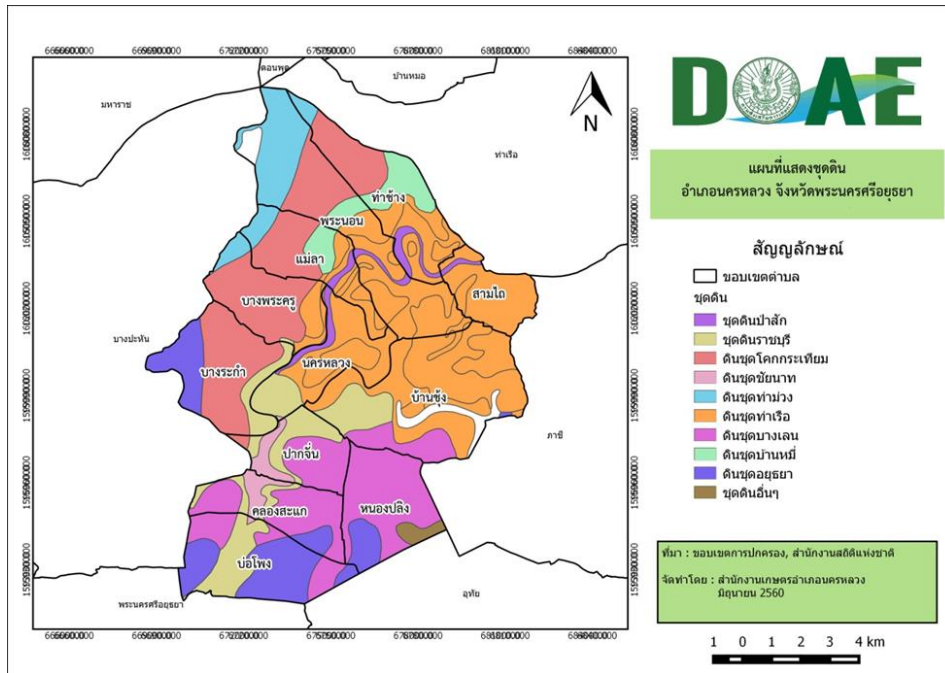 DOAE
แผนที่แสดงชุดดิน
อำเภอนครหลวง จังหวัดพระนครศรีอยุธยา
สัญญลักษณ์
ขอบเขตตำบล
ชุดดิน
ชุดดินป่าสัก
ชุดดินราชบุรี
ดินชุดโคกกระเทียม
ดินชุดชัยนาท
ดินชุดท่าม่วง
ดินชุดท่าเรือ
ดินชุดบางเลน
ดินชุดบ้านหมี่
ดินชุดอยุธยา
ชุดดินอื่นๆ
ที่มา : ขอบเขตการปกครอง, สำนักงานสถิติแห่งชาติ
จัดทำโดย : สำนักงานเกษตรอำเภอนครหลวง
มิถุนายน 2560
1 0 1 2 3 4 km
N
ดอนพุด
บ้านหมอ
มหาราช
ท่าเรือ
ท่าช้าง
พระนอน
แม่ลา
สามไถ
บางพระครู
บางปะหัน
นครหลวง
บางระกำ
บ้านชุ้ง
ภาชี
ปากจั่น
คลองสะแก
หนองปลิง
บ่อโพง
พระนครศรีอยุธยา
อุทัย